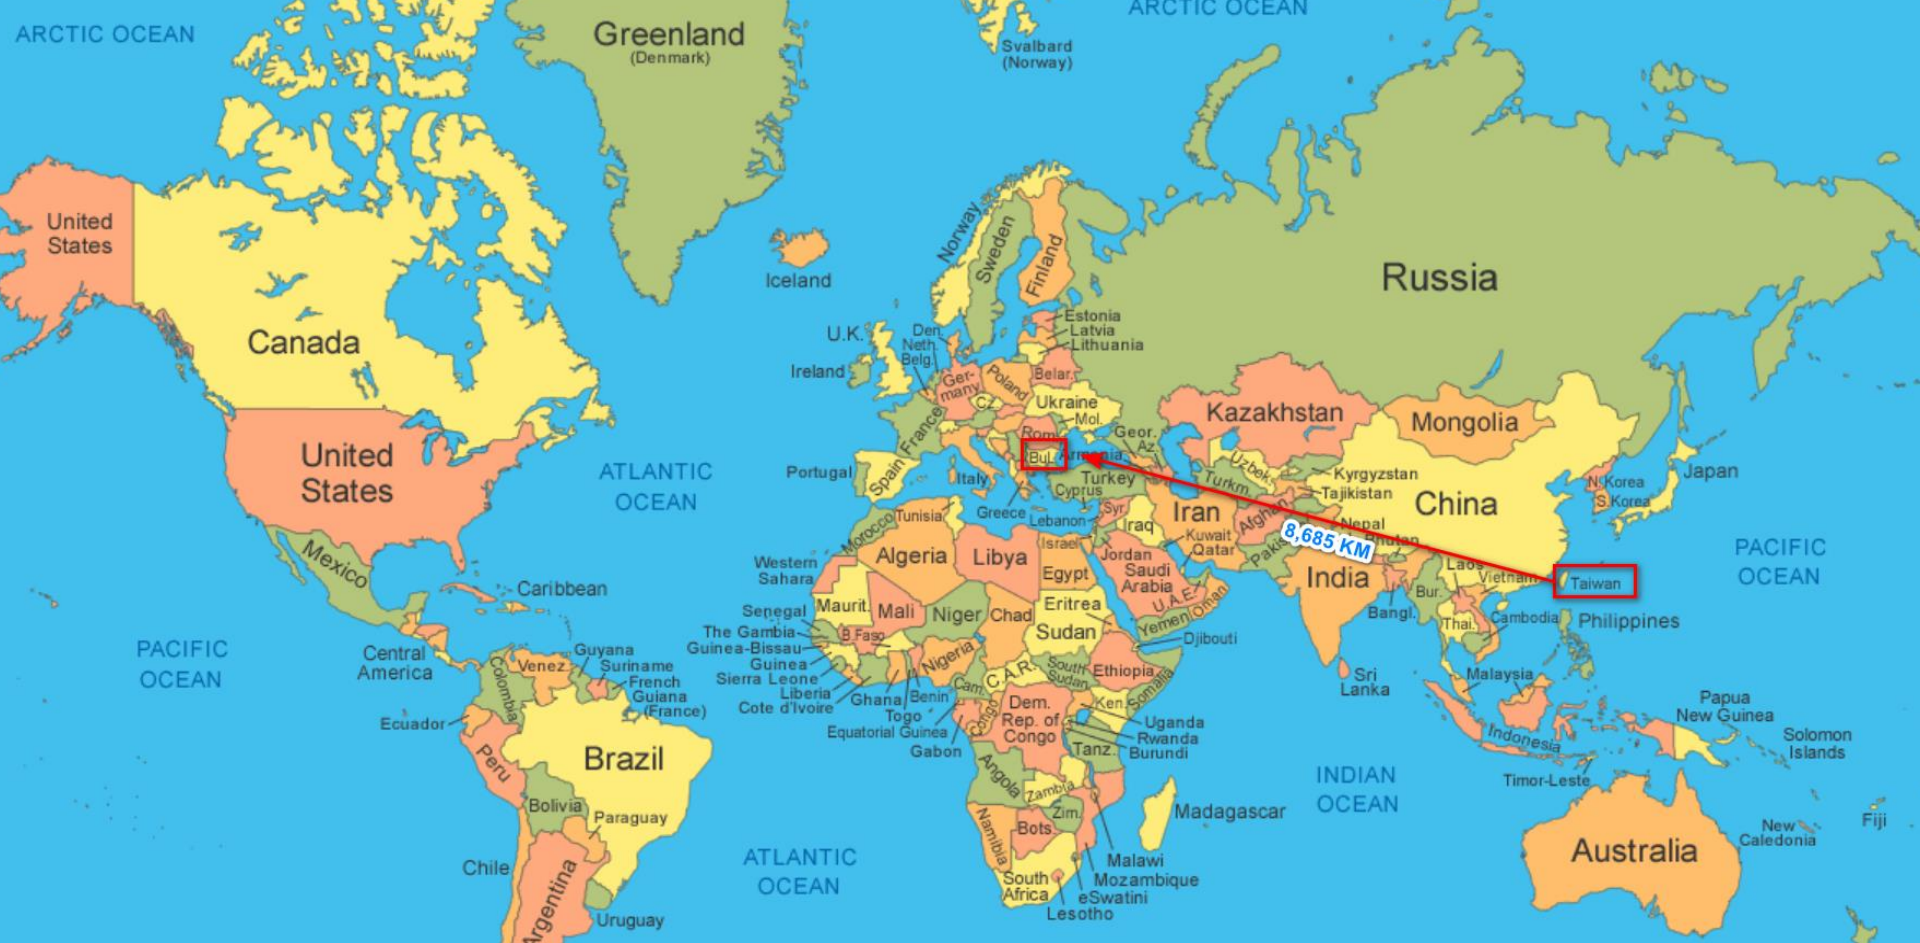 ARCTIC OCEAN
Greenland
(Denmark)
Svalbard
(Norway)
ARCTIC OCEAN
United
States
Iceland
Norway
Sweden
Finland
Russia
Canada
U.K.
Ireland
Den.
Neth.
Belg.
Estonia
Latvia
Lithuania
Ger-
many
Poland
Belar.
CZ
Ukraine
Mol.
France
Rom.
Bul.
Geor.
Az.
Armenia
Kazakhstan
Mongolia
United
States
ATLANTIC
OCEAN
Portugal
Spain
Italy
Greece
Turkey
Cyprus
Lebanon
Syr.
Israel
Iraq
Iran
Uzbek.
Turkm.
Kyrgyzstan
Tajikistan
Afghan.
China
N.Korea
S.Korea
Japan
Mexico
Caribbean
Morocco
Tunisia
Algeria
Libya
Egypt
Western
Sahara
Jordan
Saudi
Arabia
Kuwait
Qatar
U.A.E.
Oman
Yemen
Pakis
8,685 KM
Nepal
Bhutan
India
Bangl.
Bur.
Laos
Vietnam
Thai.
Cambodia
Taiwan
Philippines
PACIFIC
OCEAN
PACIFIC
OCEAN
Central
America
Senegal
The Gambia
Guinea-Bissau
Guinea
Sierra Leone
Liberia
Cote d'Ivoire
Maurit.
Mali
Niger
Chad
Eritrea
Sudan
B.Faso
Nigeria
Ghana
Togo
Benin
Equatorial Guinea
Gabon
Cam.
C.A.R.
South
Sudan
Ethiopia
Djibouti
Somalia
Congo
Dem.
Rep. of
Congo
Ken.
Uganda
Rwanda
Burundi
Tanz.
Sri
Lanka
Malaysia
Indonesia
Timor-Leste
Papua
New Guinea
Solomon
Islands
Venez.
Guyana
Suriname
French
Guiana
(France)
Colombia
Ecuador
Peru
Brazil
Bolivia
Paraguay
Chile
Argentina
Uruguay
ATLANTIC
OCEAN
Angola
Zambia
Zim.
Namibia
Bots.
South
Africa
Malawi
Mozambique
eSwatini
Lesotho
Madagascar
INDIAN
OCEAN
Australia
New
Caledonia
Fiji